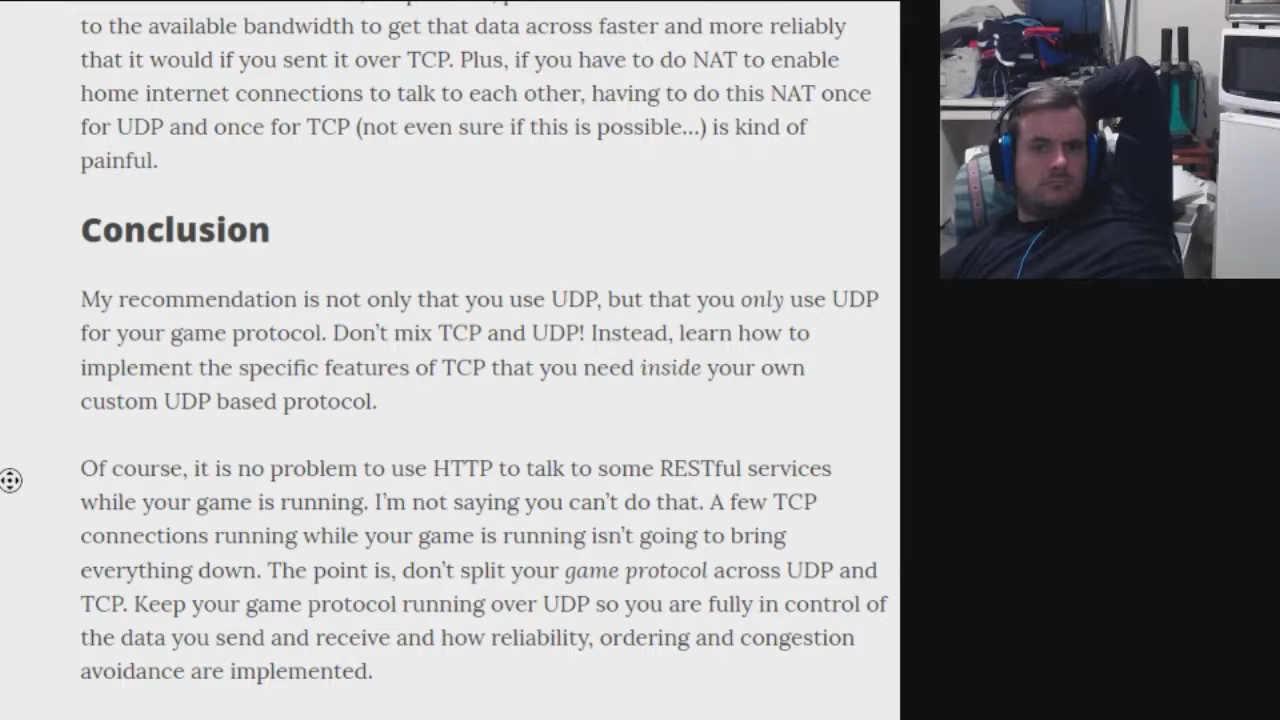 to the available bandwidth to get that data across faster and more reliably
that it would if you sent it over TCP. Plus, if you have to do NAT to enable
home internet connections to talk to each other, having to do this NAT once
for UDP and once for TCP (not even sure if this is possible…) is kind of
painful.
Conclusion
My recommendation is not only that you use UDP, but that you only use UDP
for your game protocol. Don’t mix TCP and UDP! Instead, learn how to
implement the specific features of TCP that you need inside your own
custom UDP based protocol.
Of course, it is no problem to use HTTP to talk to some RESTful services
while your game is running. I’m not saying you can’t do that. A few TCP
connections running while your game is running isn’t going to bring
everything down. The point is, don’t split your game protocol across UDP and
TCP. Keep your game protocol running over UDP so you are fully in control of
the data you send and receive and how reliability, ordering and congestion
avoidance are implemented.